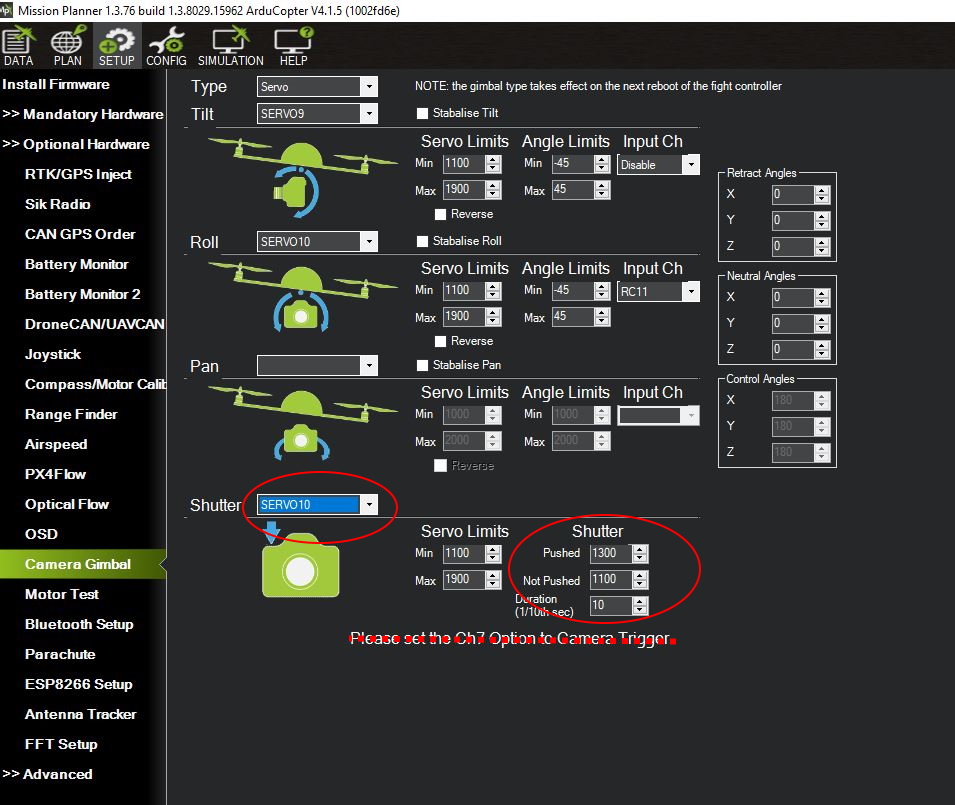 Mission Planner 1.3.76 build 1.3.8029.15962 ArduCopter V4.1.5 (1002fd6e)
DATA PLAN SETUP CONFIG SIMULATION HELP
Install Firmware
>> Mandatory Hardware
>> Optional Hardware
RTK/GPS Inject
Sik Radio
CAN GPS Order
Battery Monitor
Battery Monitor 2
DroneCAN/UAVCAN
Joystick
Compass/Motor Calib
Range Finder
Airspeed
PX4Flow
Optical Flow
OSD
Camera Gimbal
Motor Test
Bluetooth Setup
Parachute
ESP8266 Setup
Antenna Tracker
FFT Setup
>> Advanced
Type Servo NOTE: the gimbal type takes effect on the next reboot of the fight controller
Tilt SERVO9 Stabalise Tilt
Servo Limits Angle Limits Input Ch
Min 1100 Min -45 Disable
Max 1900 Max 45
Reverse
Roll SERVO10 Stabalise Roll
Servo Limits Angle Limits Input Ch
Min 1100 Min -45 RC11
Max 1900 Max 45
Reverse
Pan Stabalise Pan
Servo Limits Angle Limits Input Ch
Min 1000 Min 1000
Max 2000 Max 2000
Reverse
Shutter SERVO10
Servo Limits Shutter
Min 1100 Pushed 1300
Max 1900 Not Pushed 1100
Duration
(1/10th sec) 10
Please set the Ch7 Option to Camera Trigger
Retract Angles
X 0
Y 0
Z 0
Neutral Angles
X 0
Y 0
Z 0
Control Angles
X 180
Y 180
Z 180